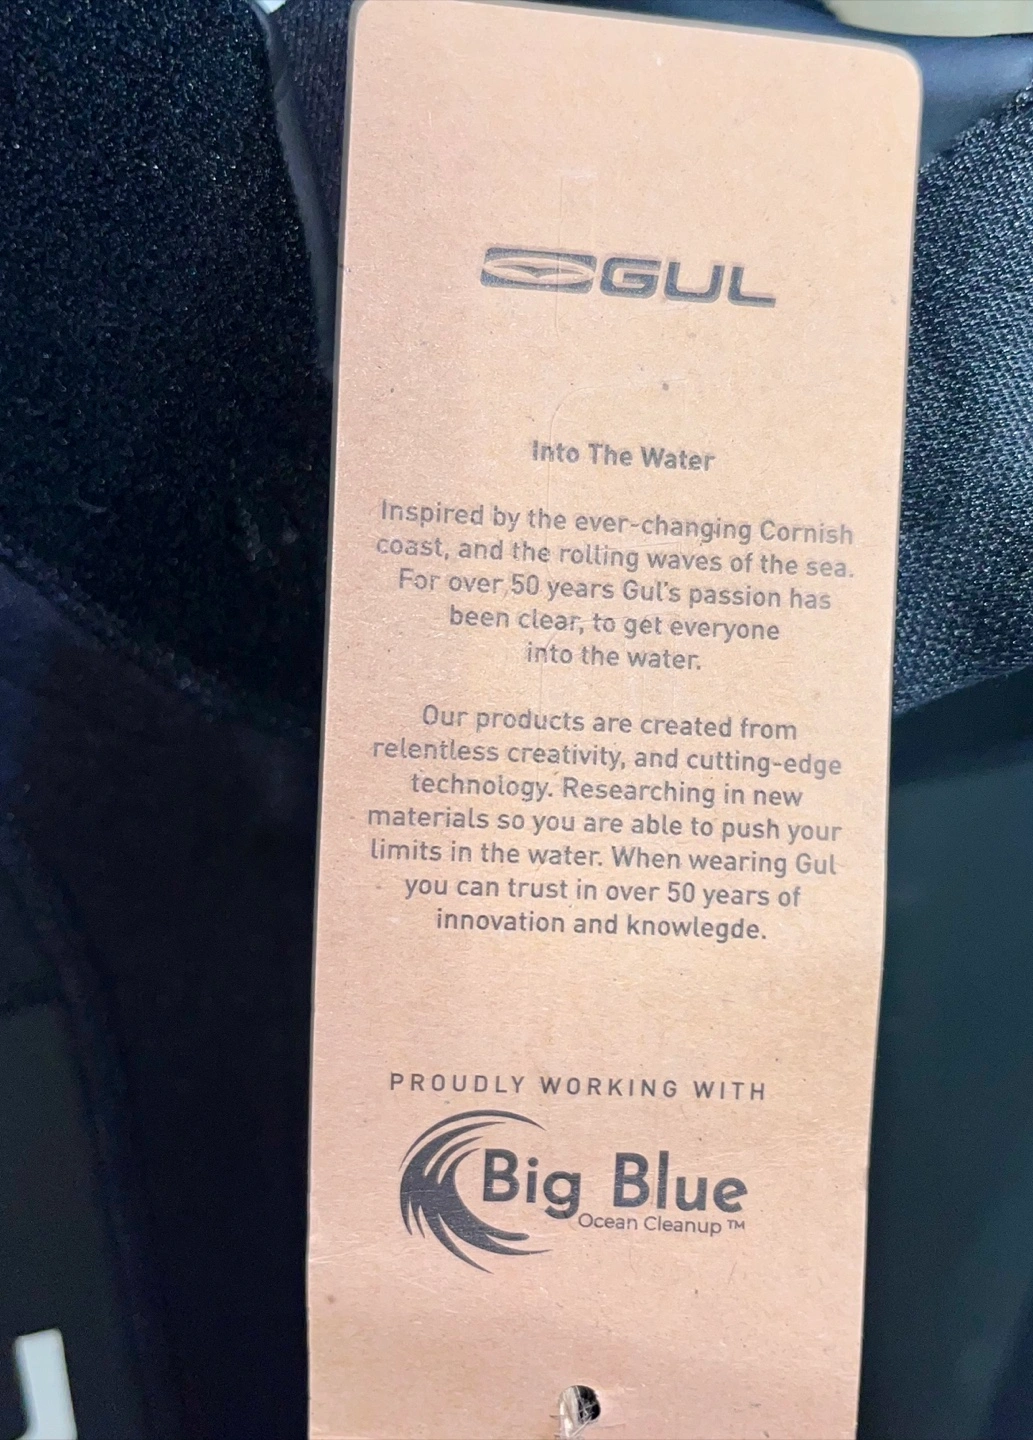 GUL
Into The Water
Inspired by the ever-changing Cornish
coast, and the rolling waves of the sea.
For over 50 years Gul's passion has
been clear, to get everyone
into the water.
Our products are created from
relentless creativity, and cutting-edge
technology. Researching in new
materials so you are able to push your
limits in the water. When wearing Gul
you can trust in over 50 years of
innovation and knowlegde.
PROUDLY WORKING WITH
Big Blue
Ocean Cleanup ™